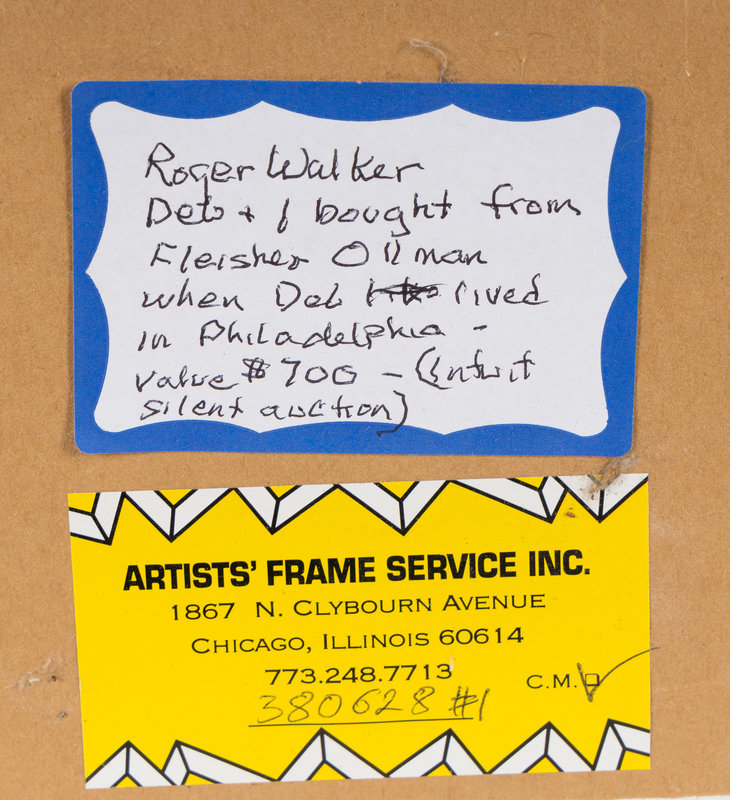 Roger Walker
Deb + I bought from
Fleisher Ollman
when Deb lived
in Philadelphia -
value $700 - (Intuit
silent auction)
ARTISTS' FRAME SERVICE INC.
1867 N. CLYBOURN AVENUE
CHICAGO, ILLINOIS 60614
773.248.7713
C.M.
380628 #1